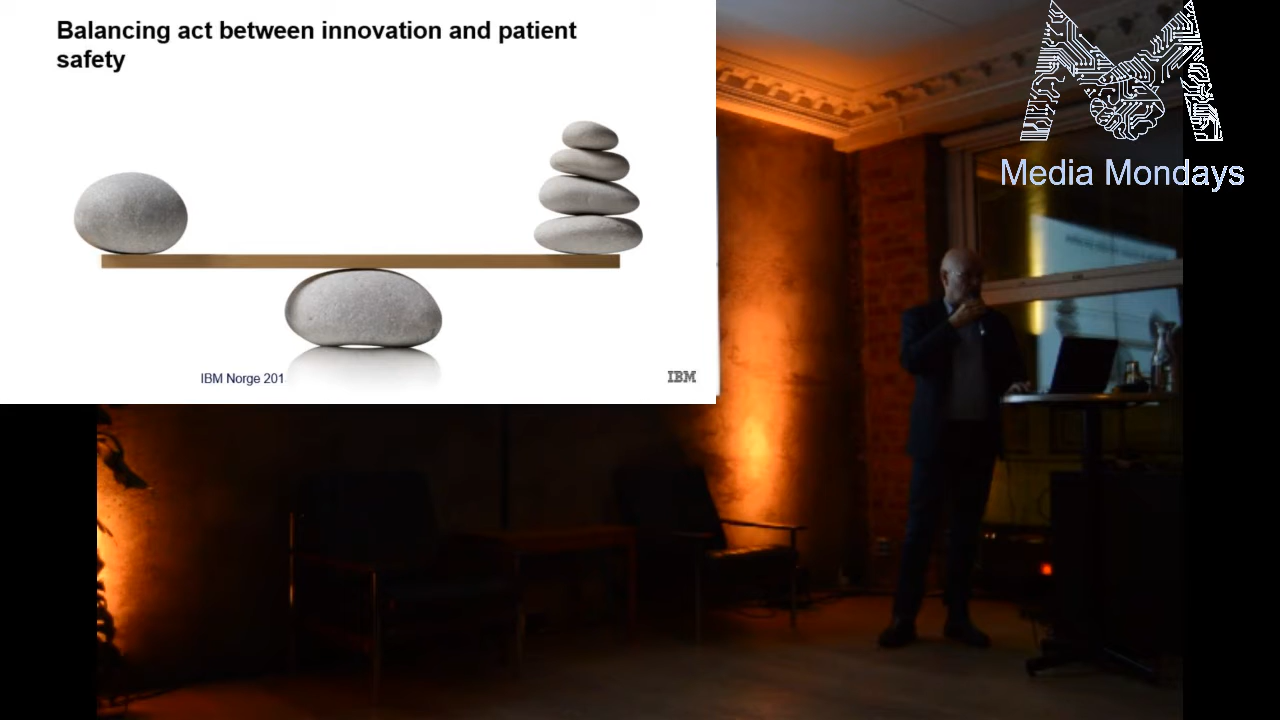 Balancing act between innovation and patient
safety
IBM Norge 201
IBM
Media Mondays